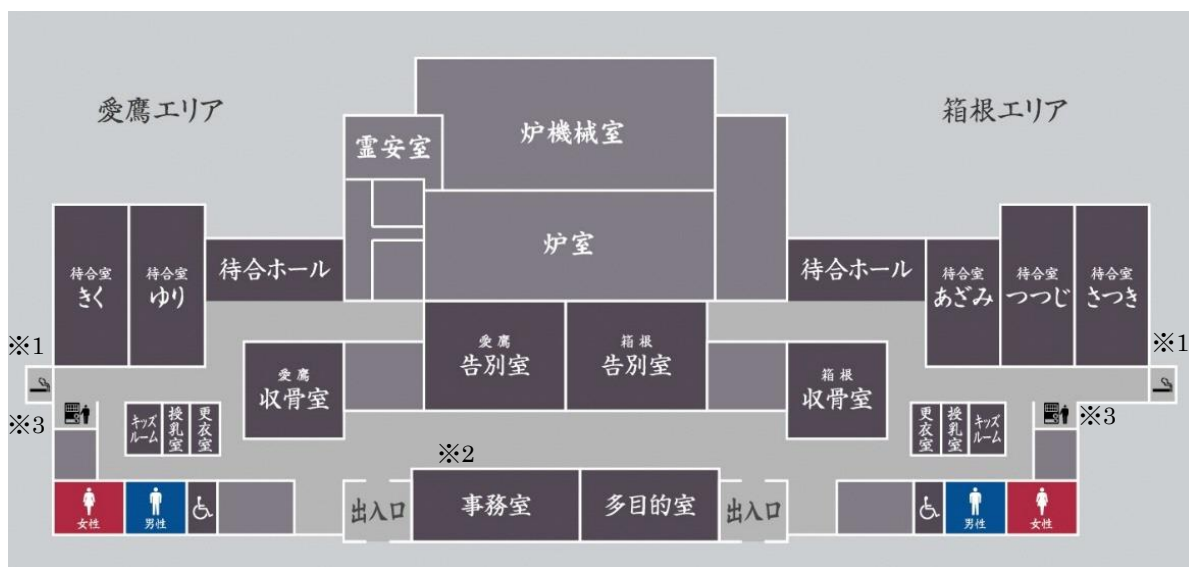 愛鷹エリア
箱根エリア
炉機械室
霊安室
炉室
待合室
きく
待合室
ゆり
待合ホール
待合ホール
待合室
あざみ
待合室
つつじ
待合室
さつき
愛鷹
告別室
箱根
告別室
※1
※1
愛鷹
収骨室
箱根
収骨室
※3
※3
キッズ
ルーム
授乳室
更衣室
更衣室
授乳室
キッズ
ルーム
※2
女性
男性
出入口
事務室
多目的室
出入口
男性
女性